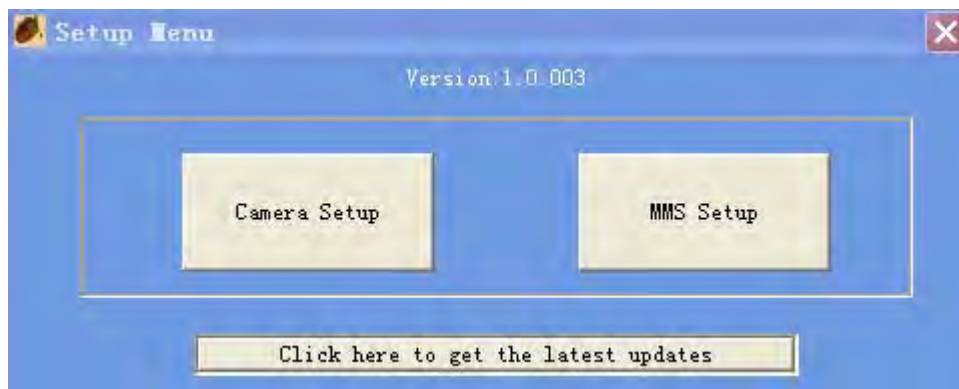 Setup Menu
Version:1.0.003
Camera Setup
MMS Setup
Click here to get the latest updates